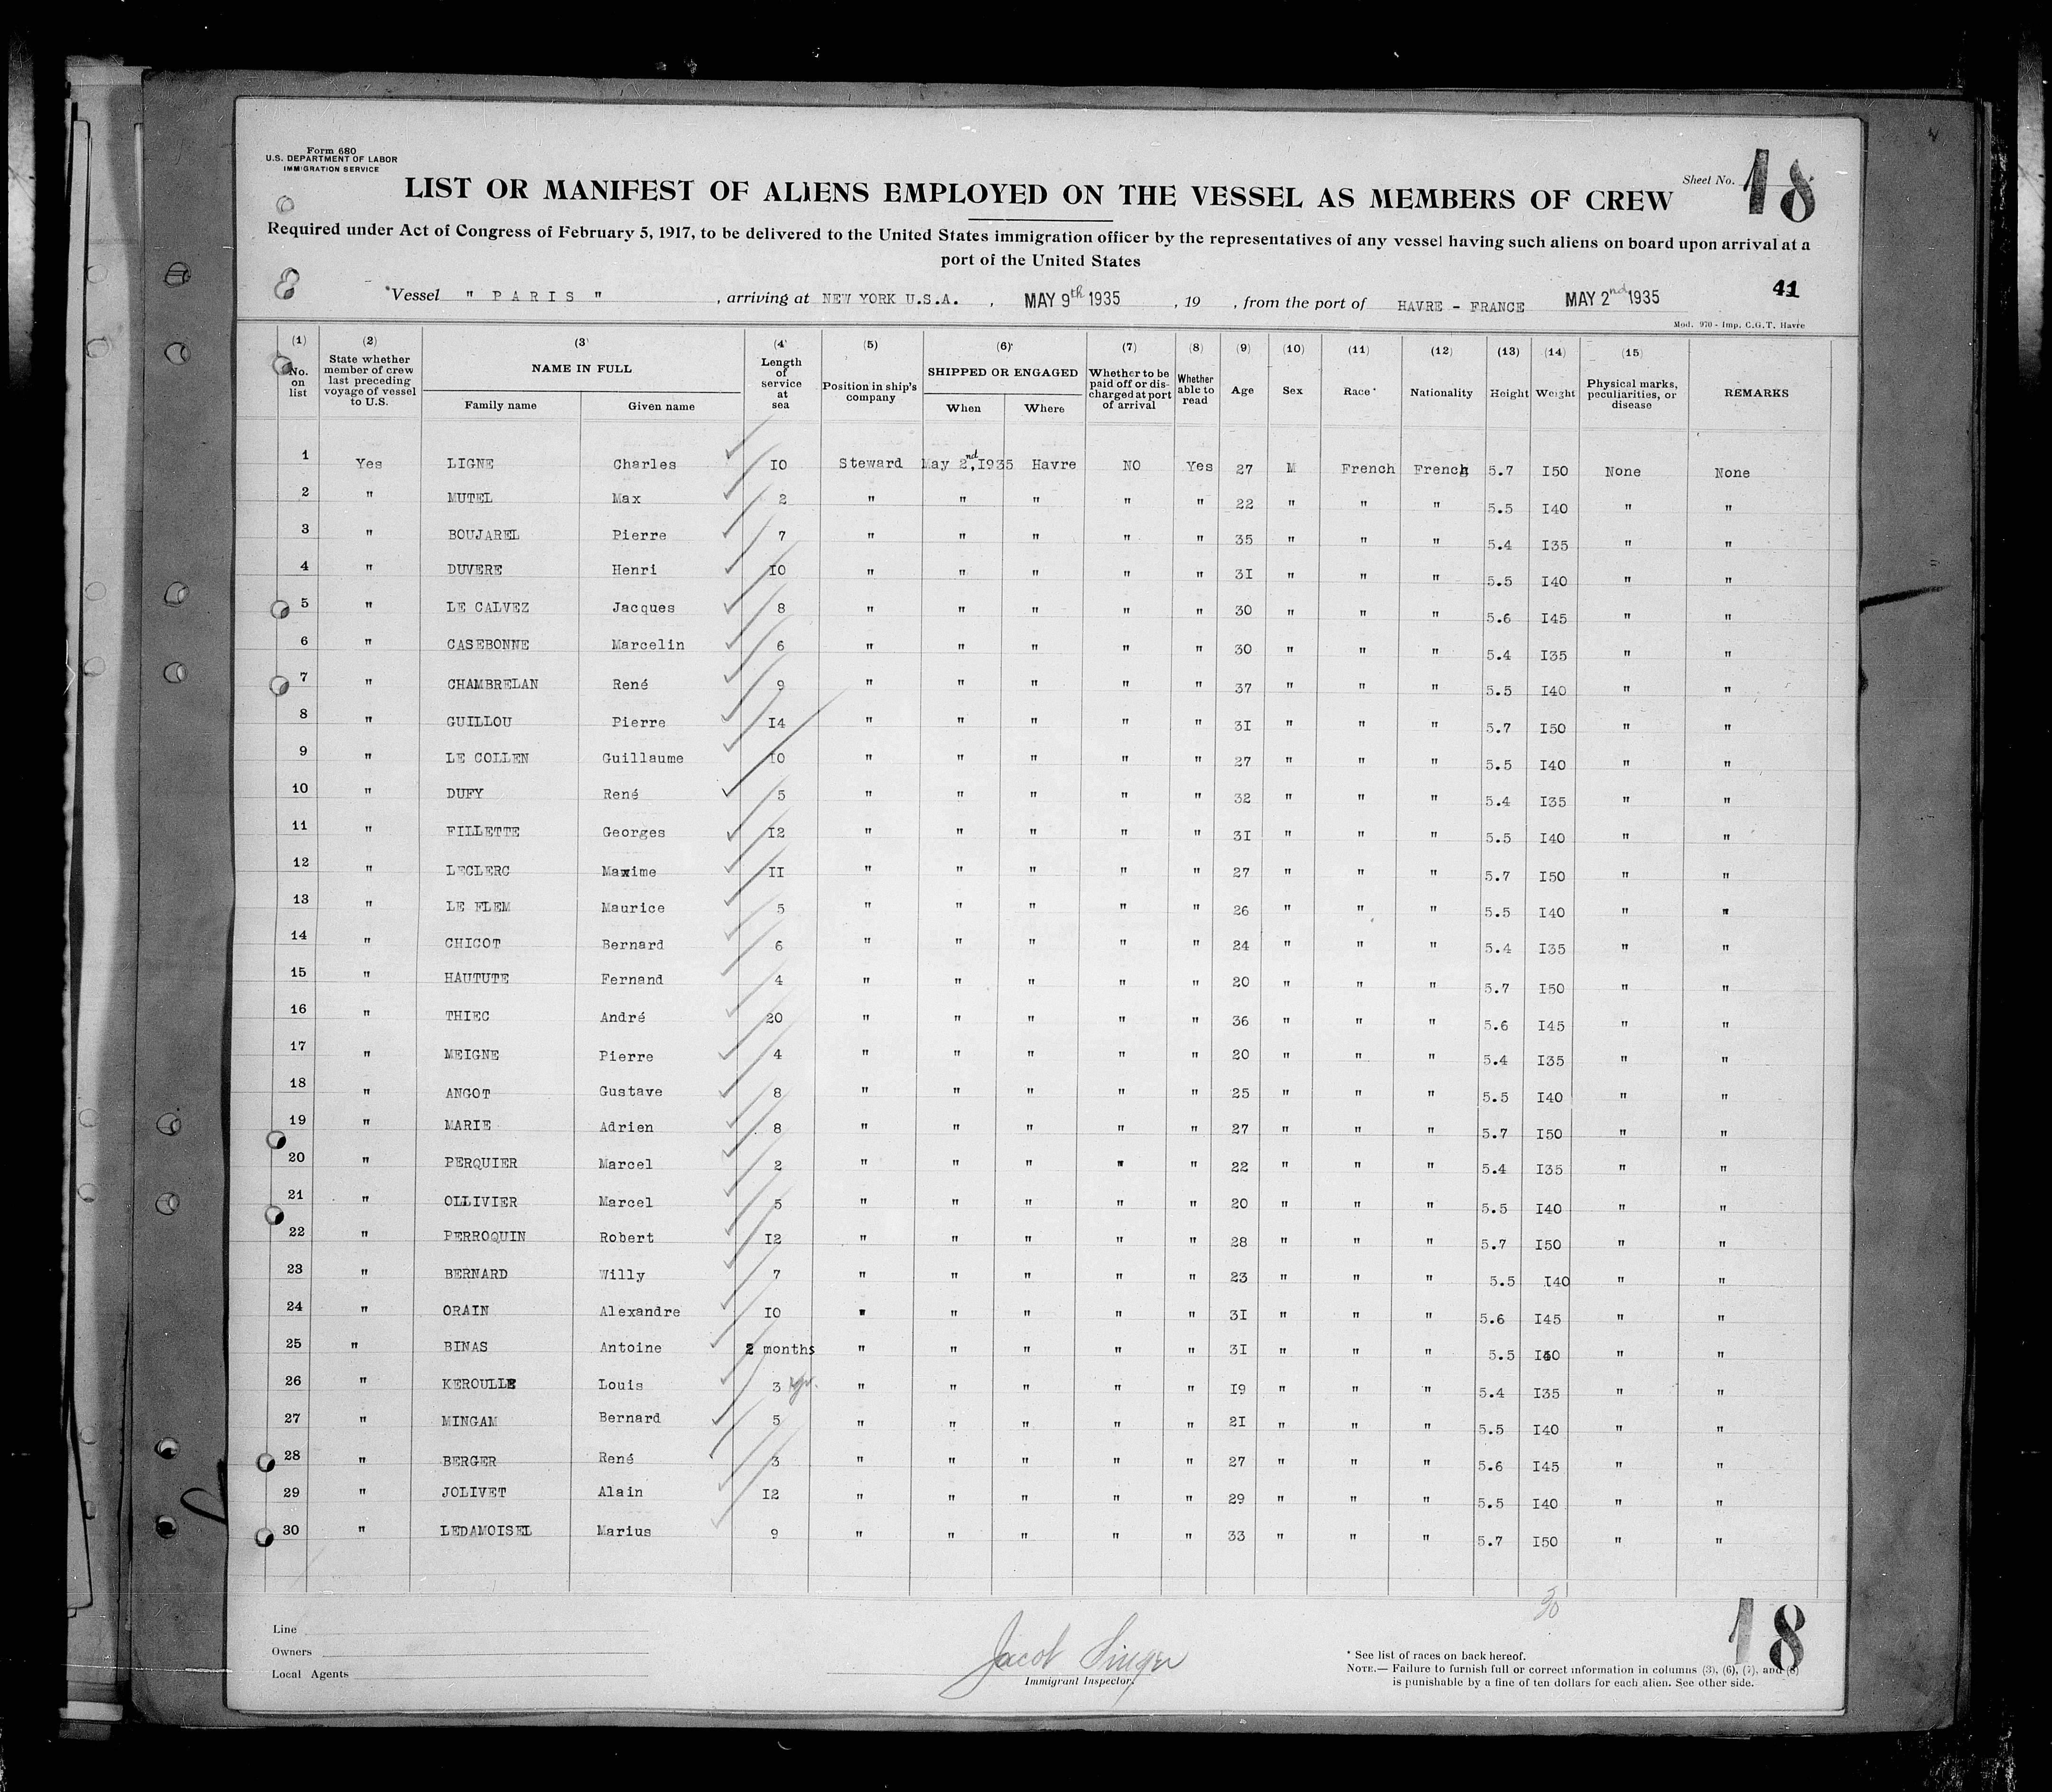 Form 680
U.S. DEPARTMENT OF LABOR
IMMIGRATION SERVICE
Sheet No. 18
LIST OR MANIFEST OF ALIENS EMPLOYED ON THE VESSEL AS MEMBERS OF CREW
Required under Act of Congress of February 5, 1917, to be delivered to the United States immigration officer by the representatives of any vessel having such aliens on board upon arrival at a
port of the United States
8
*Vessel " PARIS ", arriving at NEW YORK U.S.A., MAY 9th 1935, 19 , from the port of HAVRE - FRANCE MAY 2nd 1935
41
Mod. 970 - Imp. C.G.T. Havre
(1) (2) (3) (4) (5) (6) (7) (8) (9) (10) (11) (12) (13) (14) (15)
No. on list State whether member of crew last preceding voyage of vessel to U.S. NAME IN FULL Family name Given name Length of service at sea Position in ship's company SHIPPED OR ENGAGED When Where Whether to be paid off or discharged at port of arrival Whether able to read Age Sex Race* Nationality Height Weight Physical marks, peculiarities, or disease REMARKS
1 Yes LIGNE Charles 10 Steward May 2nd,1935 Havre NO Yes 27 M French French 5.7 150 None None
2 " MUTEL Max 2 " " " " " 22 " " " 5.5 140 " "
3 " BOUJAREL Pierre 7 " " " " " 35 " " " 5.4 135 " "
4 " DUVERE Henri 10 " " " " " 31 " " " 5.5 140 " "
5 " LE CALVEZ Jacques 8 " " " " " 30 " " " 5.6 145 " "
6 " CASEBONNE Marcelin 6 " " " " " 30 " " " 5.4 135 " "
7 " CHAMBRELAN René 9 " " " " " 37 " " " 5.5 140 " "
8 " GUILLOU Pierre 14 " " " " " 31 " " " 5.7 150 " "
9 " LE COLLEN Guillaume 10 " " " " " 27 " " " 5.5 140 " "
10 " DUFY René 5 " " " " " 32 " " " 5.4 135 " "
11 " FILLETTE Georges 12 " " " " " 31 " " " 5.5 140 " "
12 " LECLERC Maxime 11 " " " " " 27 " " " 5.7 150 " "
13 " LE FLEM Maurice 5 " " " " " 26 " " " 5.5 140 " "
14 " CHICOT Bernard 6 " " " " " 24 " " " 5.4 135 " "
15 " HAUTUTE Fernand 4 " " " " " 20 " " " 5.7 150 " "
16 " THIEC André 20 " " " " " 36 " " " 5.6 145 " "
17 " MEIGNE Pierre 4 " " " " " 20 " " " 5.4 135 " "
18 " ANGOT Gustave 8 " " " " " 25 " " " 5.5 140 " "
19 " MARIE Adrien 8 " " " " " 27 " " " 5.7 150 " "
20 " PERQUIER Marcel 2 " " " " " 22 " " " 5.4 135 " "
21 " OLLIVIER Marcel 5 " " " " " 20 " " " 5.5 140 " "
22 " PERROQUIN Robert 12 " " " " " 28 " " " 5.7 150 " "
23 " BERNARD Willy 7 " " " " " 23 " " " 5.5 140 " "
24 " ORAIN Alexandre 10 " " " " " 31 " " " 5.6 145 " "
25 " BINAS Antoine 2 months " " " " " 31 " " " 5.5 140 " "
26 " KEROULLE Louis 3 yr. " " " " " 19 " " " 5.4 135 " "
27 " MINGAM Bernard 5 " " " " " 21 " " " 5.5 140 " "
28 " BERGER René 3 " " " " " 27 " " " 5.6 145 " "
29 " JOLIVET Alain 12 " " " " " 29 " " " 5.5 140 " "
30 " LEDAMOISEL Marius 9 " " " " " 33 " " " 5.7 150 " "
30
18
Line
Owners
Local Agents
Jacob Singer
Immigrant Inspector.
* See list of races on back hereof.
NOTE.— Failure to furnish full or correct information in columns (3), (6), (7), and (8)
is punishable by a fine of ten dollars for each alien. See other side.